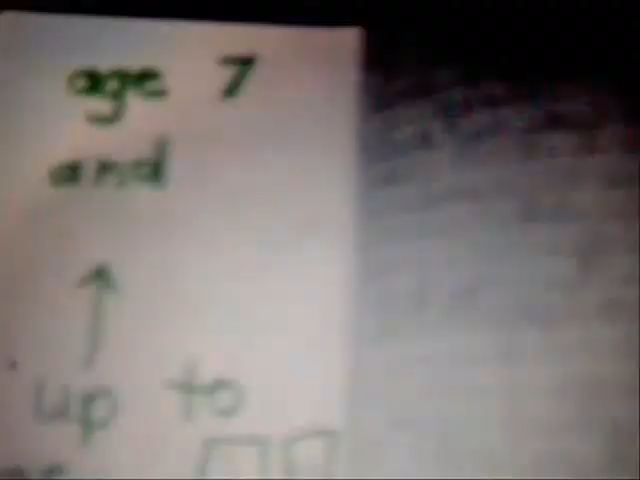 age 7
and
↑
up to